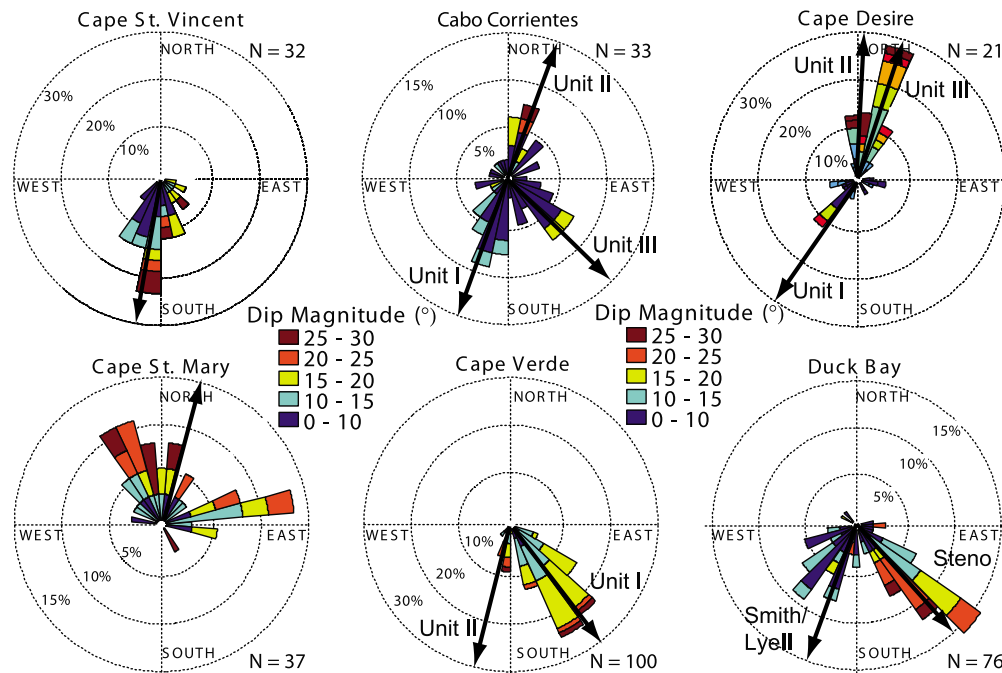 Cape St. Vincent
NORTH
N = 32
30%
20%
10%
WEST
EAST
SOUTH
Cabo Corrientes
NORTH
N = 33
Unit II
15%
10%
5%
WEST
EAST
Unit III
Unit I
SOUTH
Cape Desire
NORTH
N = 21
Unit II
Unit III
30%
20%
10%
WEST
EAST
Unit I
SOUTH
Dip Magnitude (°)
25 - 30
20 - 25
15 - 20
10 - 15
0 - 10
Dip Magnitude (°)
25 - 30
20 - 25
15 - 20
10 - 15
0 - 10
Cape St. Mary
NORTH
WEST
EAST
5%
10%
15%
SOUTH
N = 37
Cape Verde
NORTH
WEST
EAST
10%
20%
30%
Unit I
Unit II
SOUTH
N = 100
Duck Bay
NORTH
15%
10%
5%
WEST
EAST
Steno
Smith/
LyeII
SOUTH
N = 76